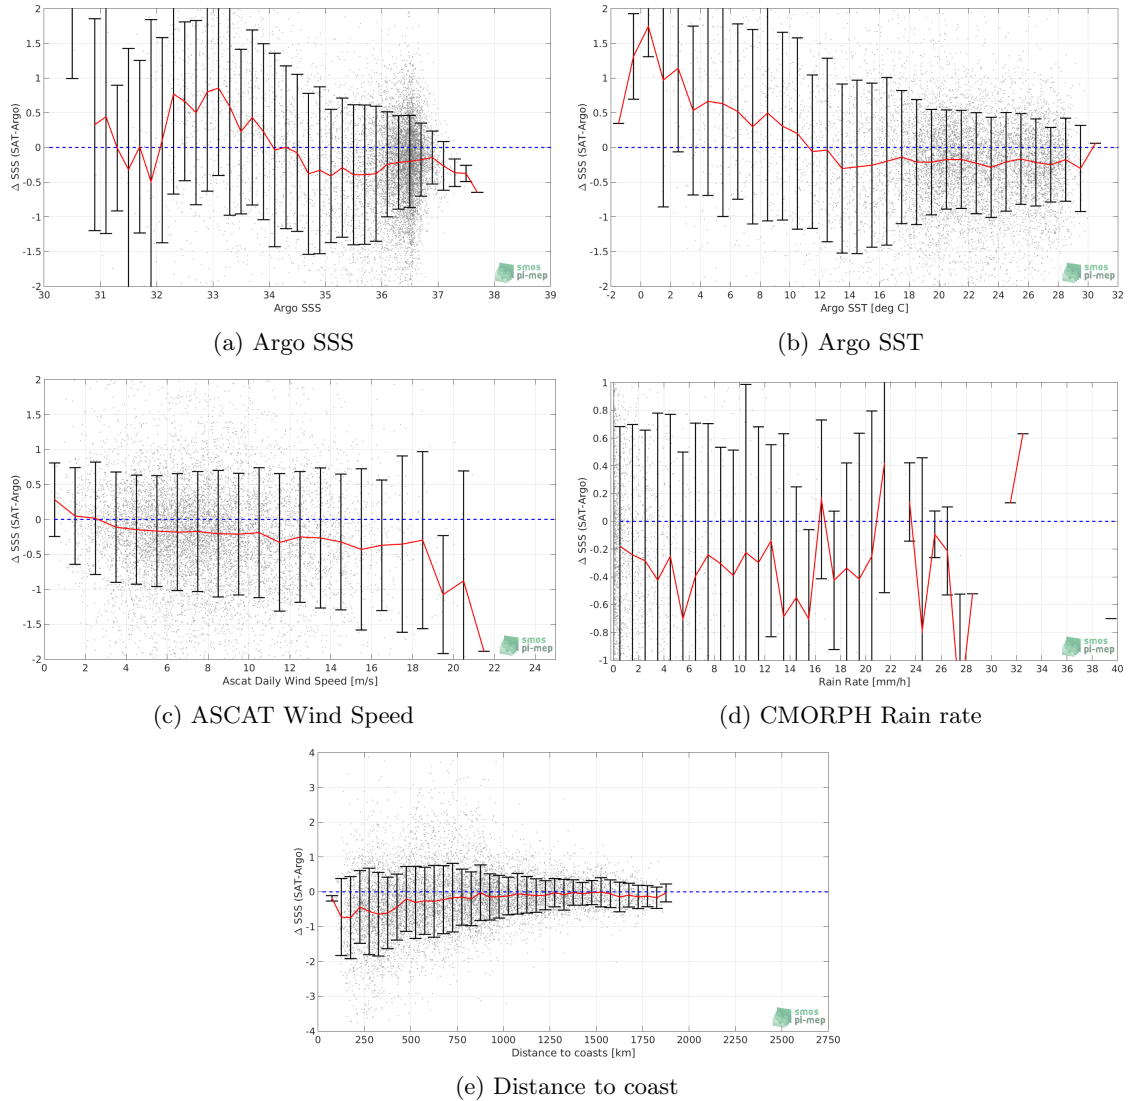 2
1.5
1
0.5
0
-0.5
-1
-1.5
-2
Δ SSS (SAT-Argo)
30 31 32 33 34 35 36 37 38 39
Argo SSS
smos
pi-mep
(a) Argo SSS
2
1.5
1
0.5
0
-0.5
-1
-1.5
-2
Δ SSS (SAT-Argo)
-2 0 2 4 6 8 10 12 14 16 18 20 22 24 26 28 30 32
Argo SST [deg C]
smos
pi-mep
(b) Argo SST
2
1.5
1
0.5
0
-0.5
-1
-1.5
-2
Δ SSS (SAT-Argo)
0 2 4 6 8 10 12 14 16 18 20 22 24
Ascat Daily Wind Speed [m/s]
smos
pi-mep
(c) ASCAT Wind Speed
1
0.8
0.6
0.4
0.2
0
-0.2
-0.4
-0.6
-0.8
-1
Δ SSS (SAT-Argo)
0 2 4 6 8 10 12 14 16 18 20 22 24 26 28 30 32 34 36 38 40
Rain Rate [mm/h]
smos
pi-mep
(d) CMORPH Rain rate
4
3
2
1
0
-1
-2
-3
-4
Δ SSS (SAT-Argo)
0 250 500 750 1000 1250 1500 1750 2000 2250 2500 2750
Distance to coasts [km]
smos
pi-mep
(e) Distance to coast